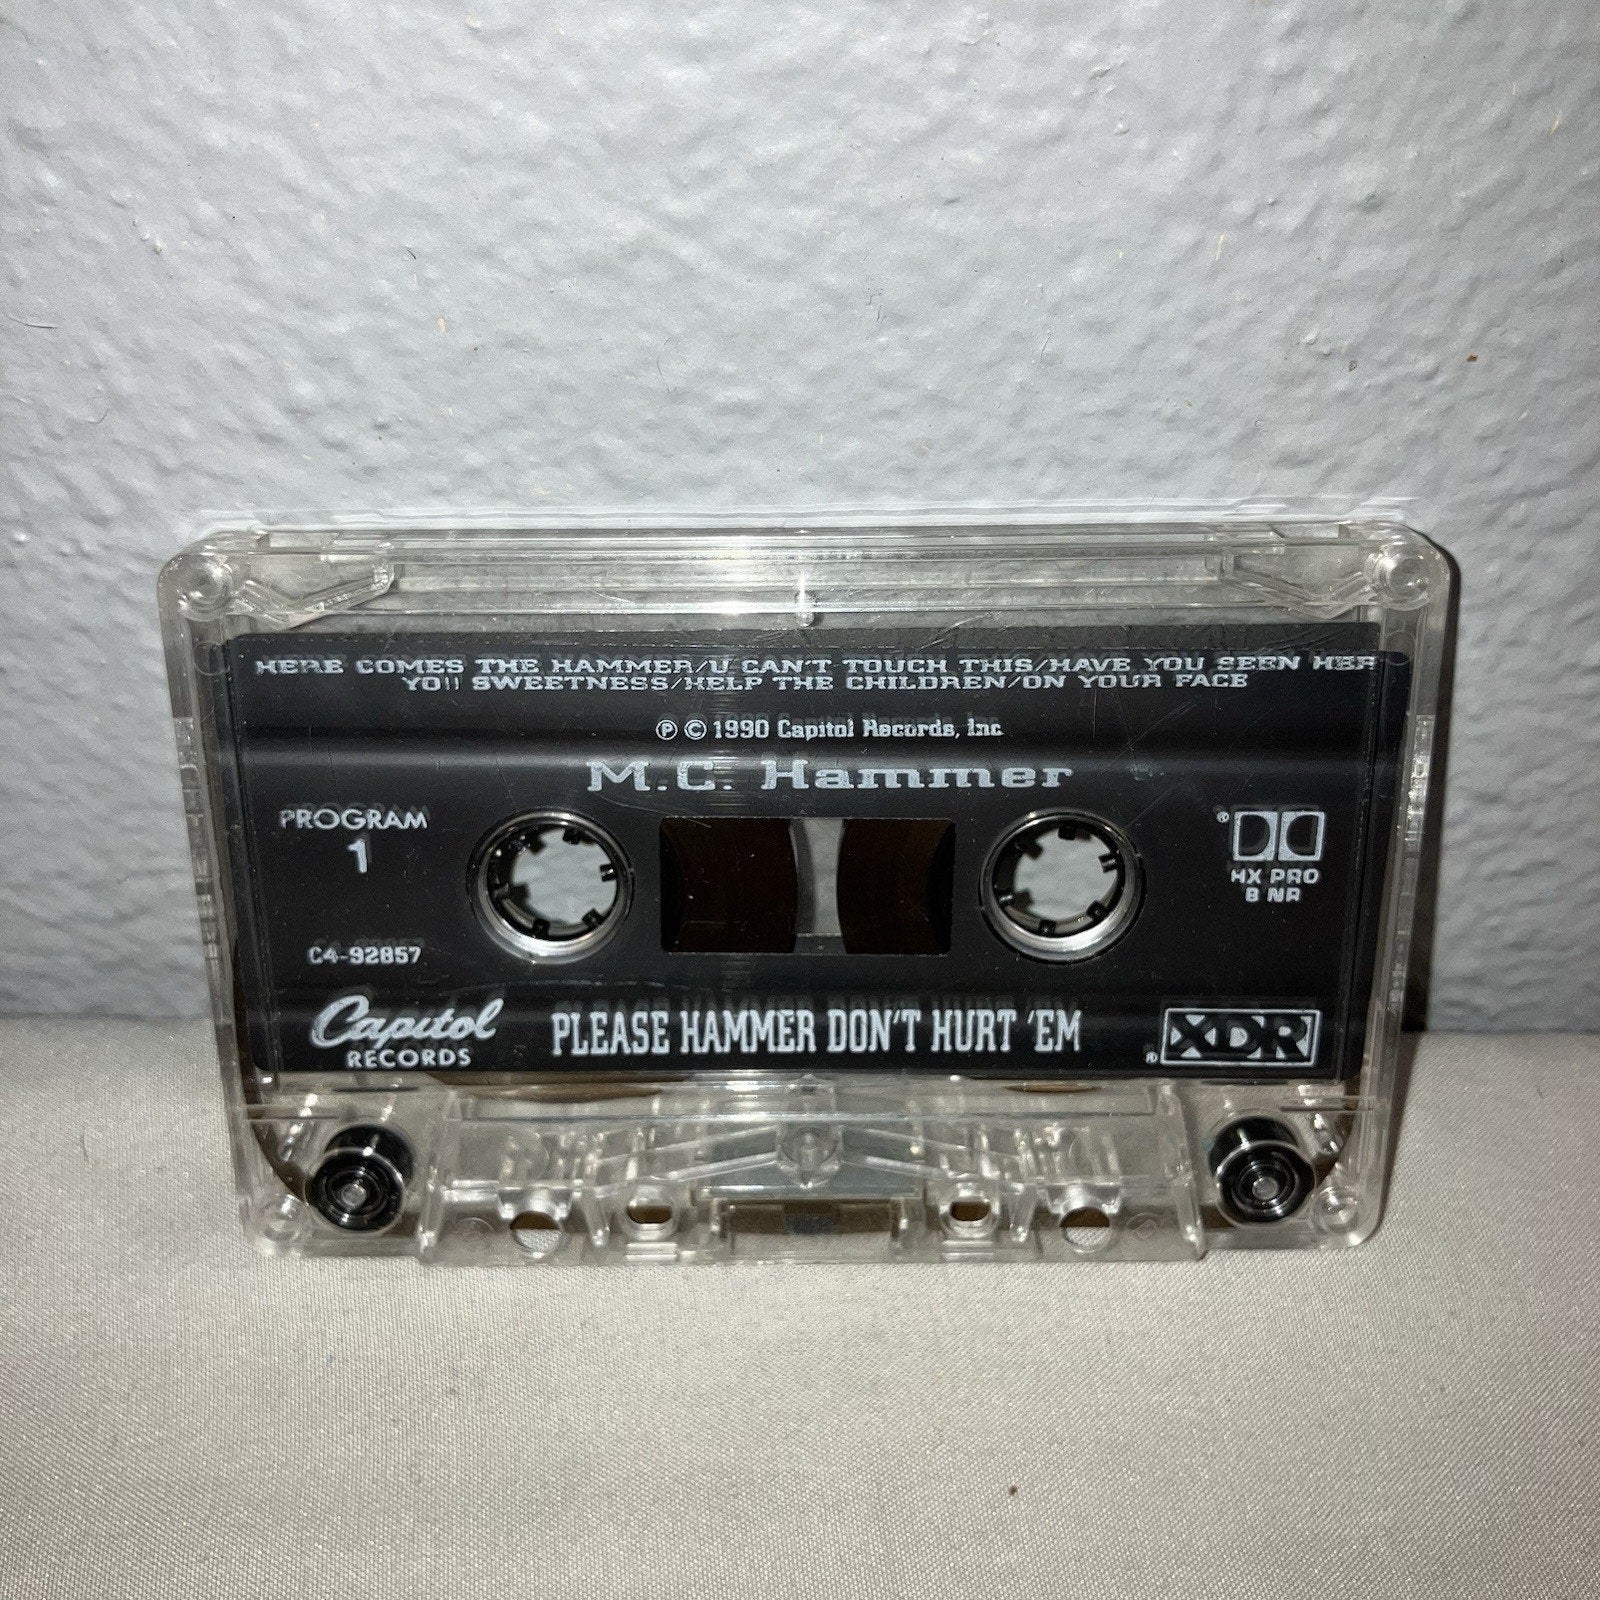 HERE COMES THE HAMMER/U CAN'T TOUCH THIS/HAVE YOU SEEN HER
YOU SWEETNESS/HELP THE CHILDREN/ON YOUR FACE
Ⓟ © 1990 Capitol Records, Inc
M.C. Hammer
PROGRAM
1
® HX PRO
B NR
C4-92857
Capitol
RECORDS
PLEASE HAMMER DON'T HURT 'EM
® XDR